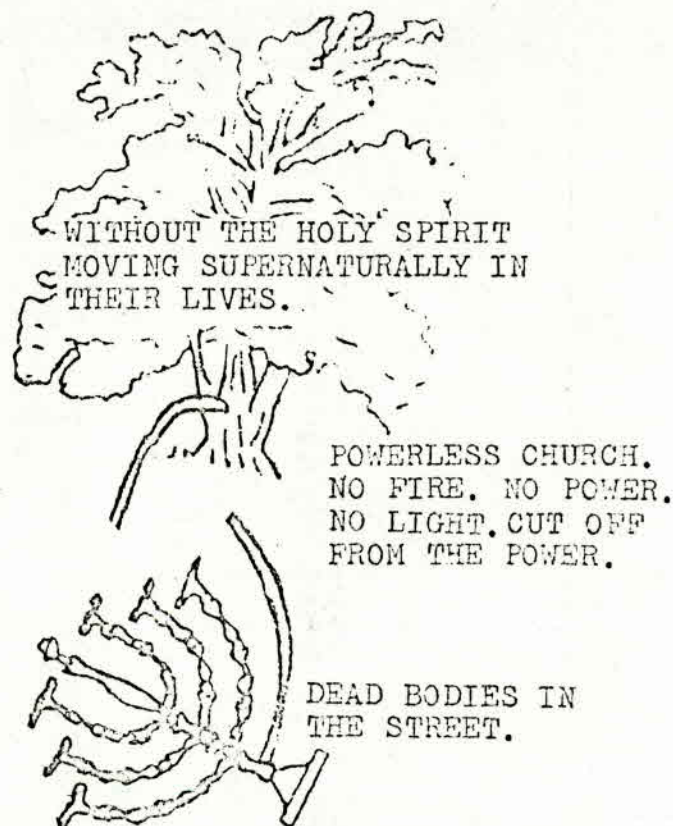 WITHOUT THE HOLY SPIRIT
MOVING SUPERNATURALLY IN
THEIR LIVES.
POWERLESS CHURCH.
NO FIRE. NO POWER.
NO LIGHT. CUT OFF
FROM THE POWER.
DEAD BODIES IN
THE STREET.